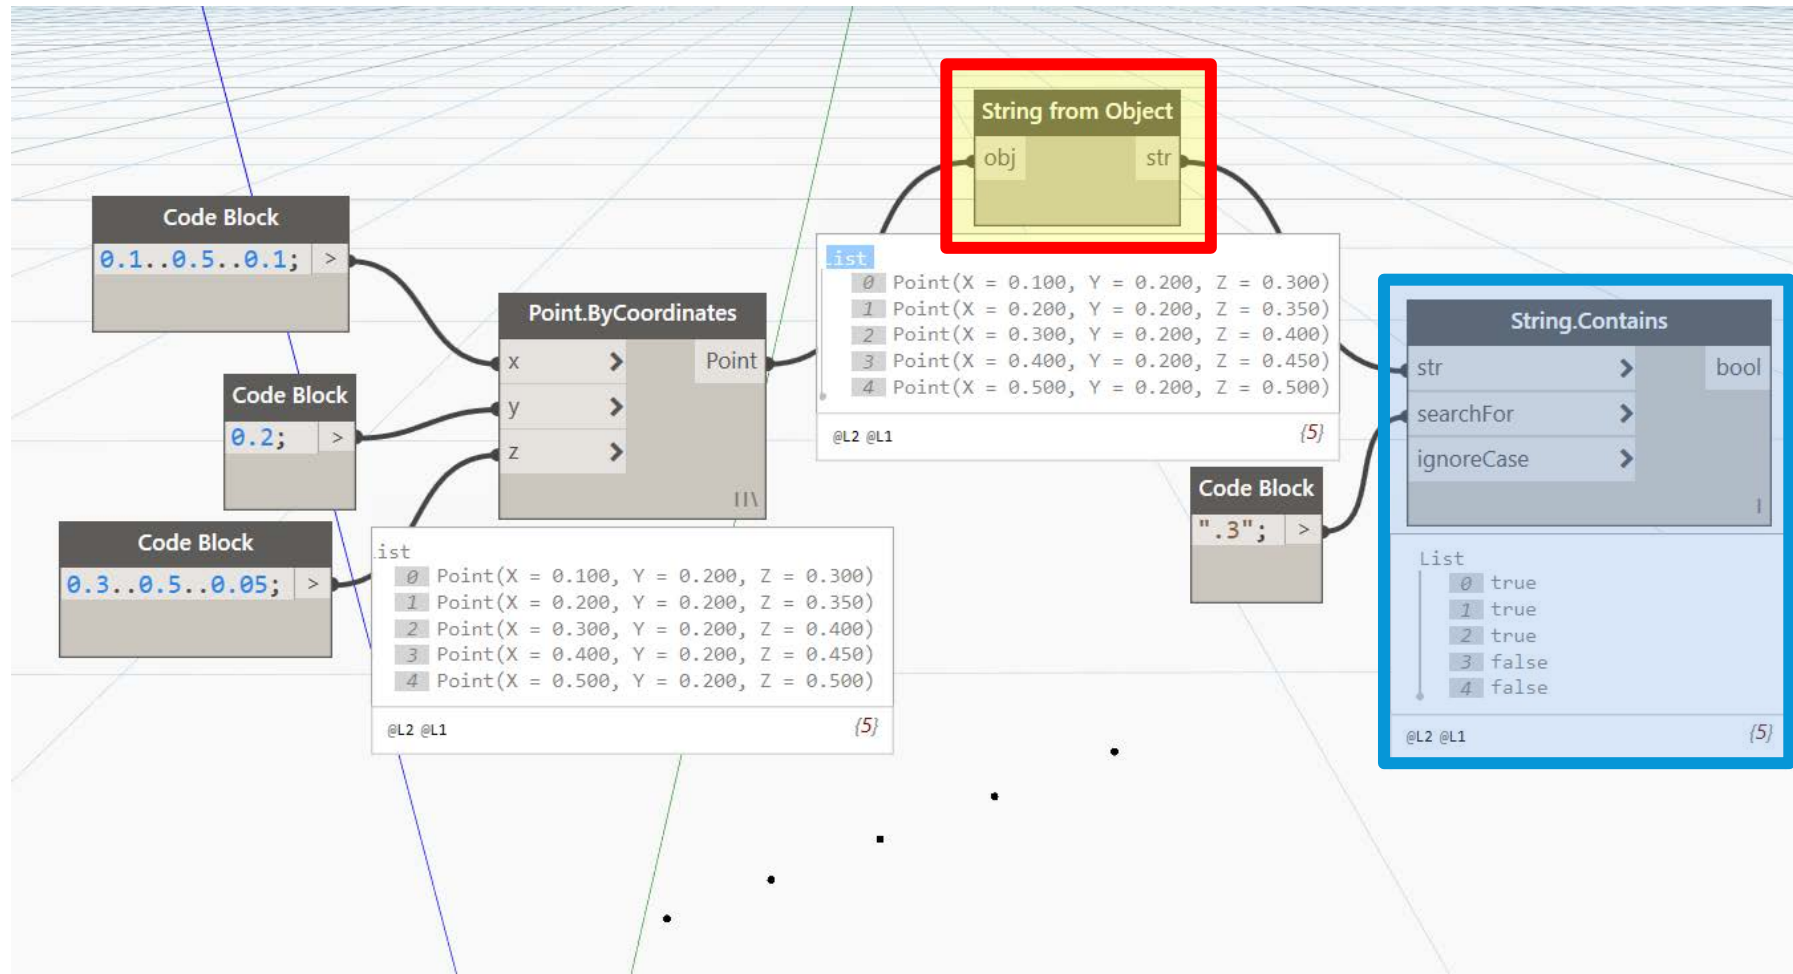 String from Object
obj str
Code Block
0.1..0.5..0.1; >
List
0 Point(X = 0.100, Y = 0.200, Z = 0.300)
1 Point(X = 0.200, Y = 0.200, Z = 0.350)
2 Point(X = 0.300, Y = 0.200, Z = 0.400)
3 Point(X = 0.400, Y = 0.200, Z = 0.450)
4 Point(X = 0.500, Y = 0.200, Z = 0.500)
@L2 @L1 {5}
Point.ByCoordinates
x > Point
y >
z >
String.Contains
str > bool
searchFor >
ignoreCase >
Code Block
0.2; >
Code Block
".3"; >
Code Block
0.3..0.5..0.05; >
List
0 Point(X = 0.100, Y = 0.200, Z = 0.300)
1 Point(X = 0.200, Y = 0.200, Z = 0.350)
2 Point(X = 0.300, Y = 0.200, Z = 0.400)
3 Point(X = 0.400, Y = 0.200, Z = 0.450)
4 Point(X = 0.500, Y = 0.200, Z = 0.500)
@L2 @L1 {5}
List
0 true
1 true
2 true
3 false
4 false
@L2 @L1 {5}